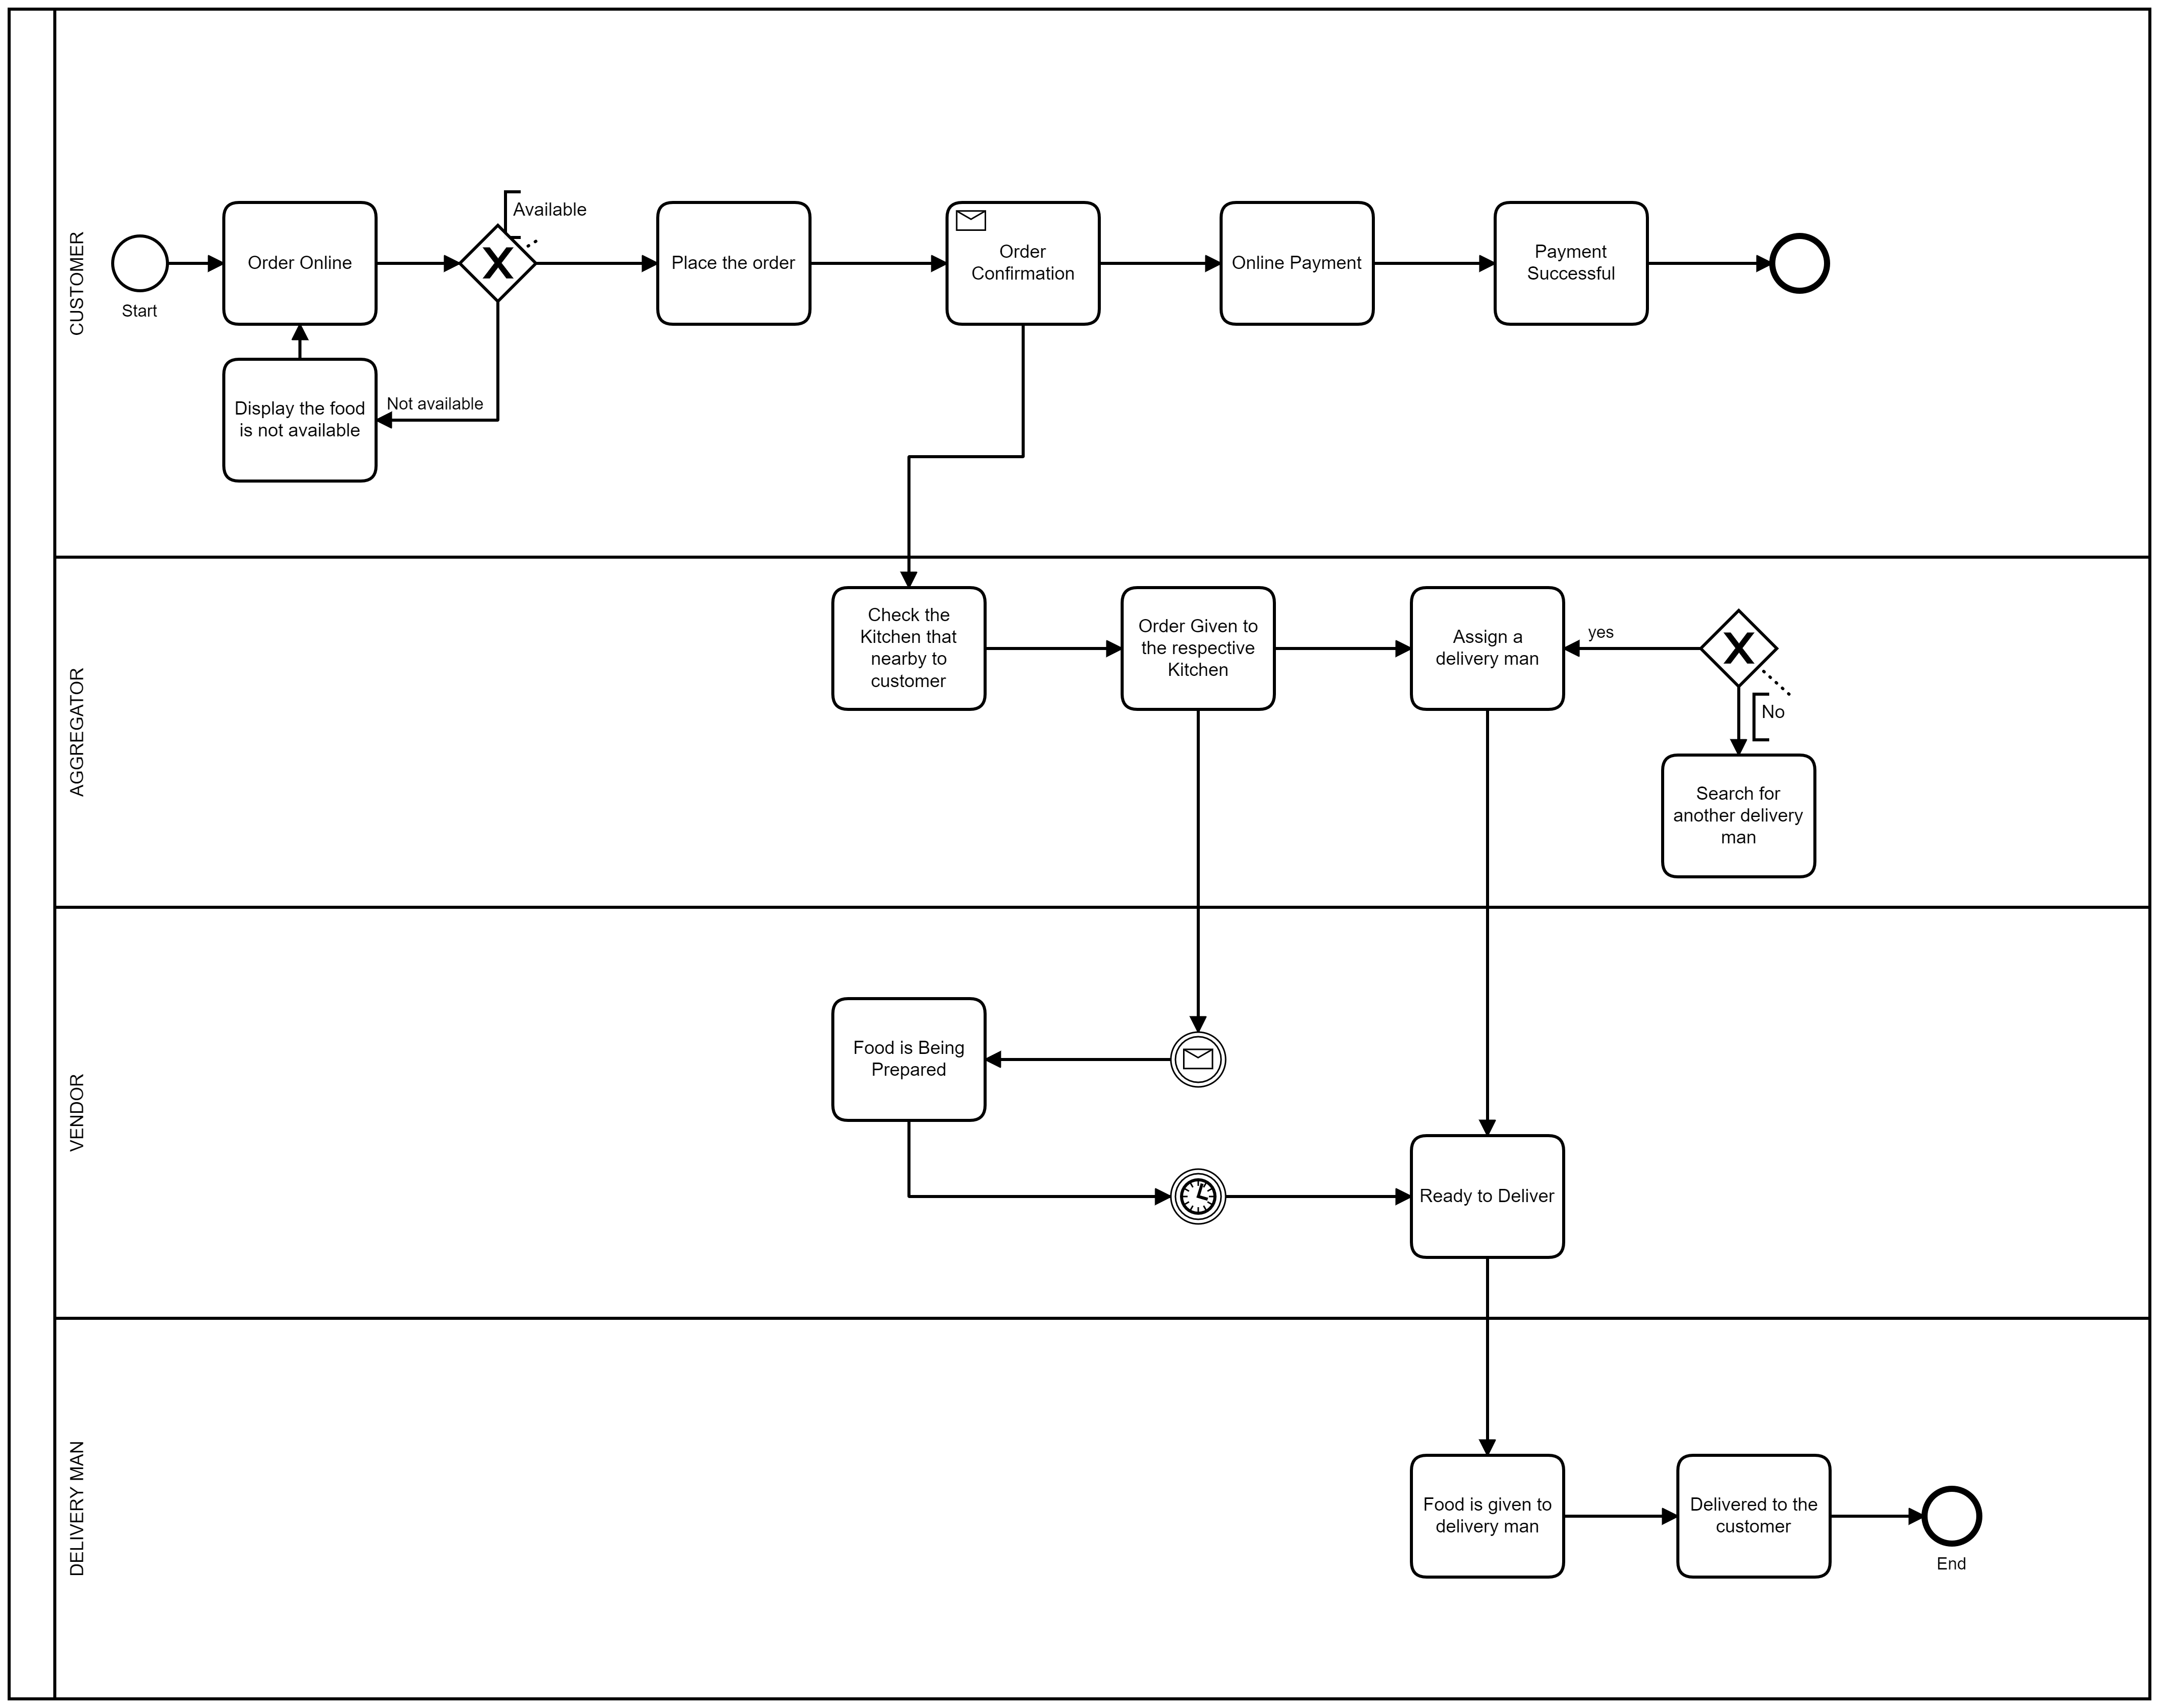 CUSTOMER
Available
Order Online
Place the order
Order
Confirmation
Online Payment
Payment
Successful
Start
Not available
Display the food
is not available
AGGREGATOR
Check the
Kitchen that
nearby to
customer
Order Given to
the respective
Kitchen
Assign a
delivery man
yes
No
Search for
another delivery
man
VENDOR
Food is Being
Prepared
Ready to Deliver
DELIVERY MAN
Food is given to
delivery man
Delivered to the
customer
End